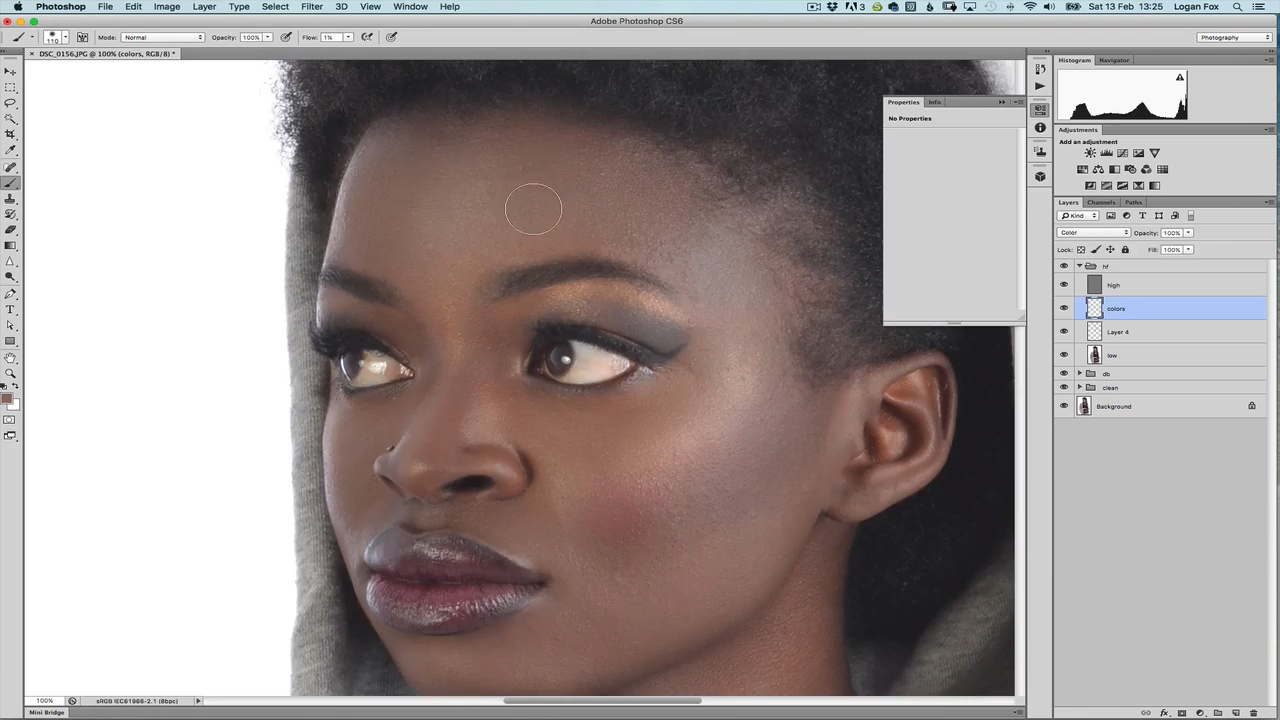 Photoshop File Edit Image Layer Type Select Filter 3D View Window Help
3 Sat 13 Feb 13:25 Logan Fox
Adobe Photoshop CS6
110 Mode: Normal Opacity: 100% Flow: 1% Photography
DSC_0156.JPG @ 100% (colors, RGB/8) *
Histogram Navigator
Properties Info
No Properties
Adjustments
Add an adjustment
Layers Channels Paths
Kind
Color Opacity: 100%
Lock: Fill: 100%
hf
high
colors
Layer 4
low
db
clean
Background
100% sRGB IEC61966-2.1 (8bpc)
Mini Bridge